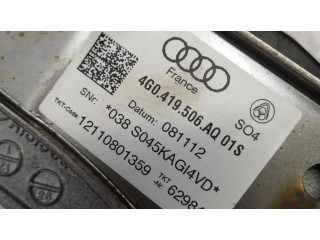 France
4G0.419.506.AQ 01S
Datum: 081112
SO4
SNr.:
*038 S045KAGI4VD*
TKT-Code:
12110801359
TKT
-Nr
6298